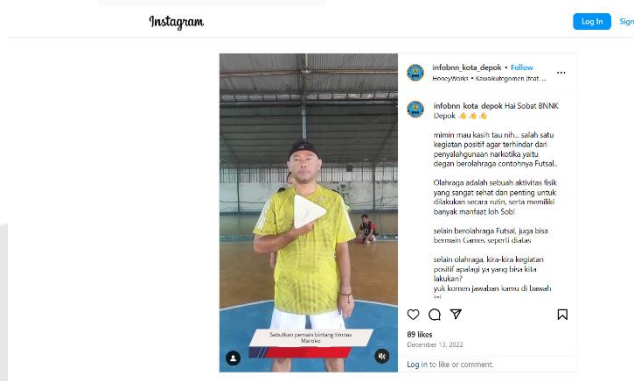 Instagram
Log In
Sign
infobnn_kota_depok • Follow
HoneyWorks • Kawaikutegomen (feat. ...
infobnn_kota_depok Hai Sobat BNNK
Depok 👋👋👋
mimin mau kasih tau nih... salah satu
kegiatan positif agar terhindar dari
penyalahgunaan narkotika yaitu
degan berolahraga contohnya Futsal..
Olahraga adalah sebuah aktivitas fisik
yang sangat sehat dan penting untuk
dilakukan secara rutin, serta memiliki
banyak manfaat loh Sobi
selain berolahraga Futsal, juga bisa
bermain Games seperti diatas
selain olahraga, kira-kira kegiatan
positif apalagi ya yang bisa kita
lakukan?
yuk komen jawaban kamu di bawah
ini
Sebutkan pemain bintang timnas
Maroko
89 likes
December 13, 2022
Log in to like or comment.